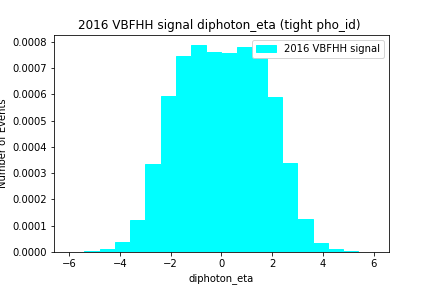 2016 VBFHH signal diphoton_eta (tight pho_id)
2016 VBFHH signal
0.0008
0.0007
0.0006
0.0005
0.0004
0.0003
0.0002
0.0001
0.0000
Number of Events
−6 −4 −2 0 2 4 6
diphoton_eta